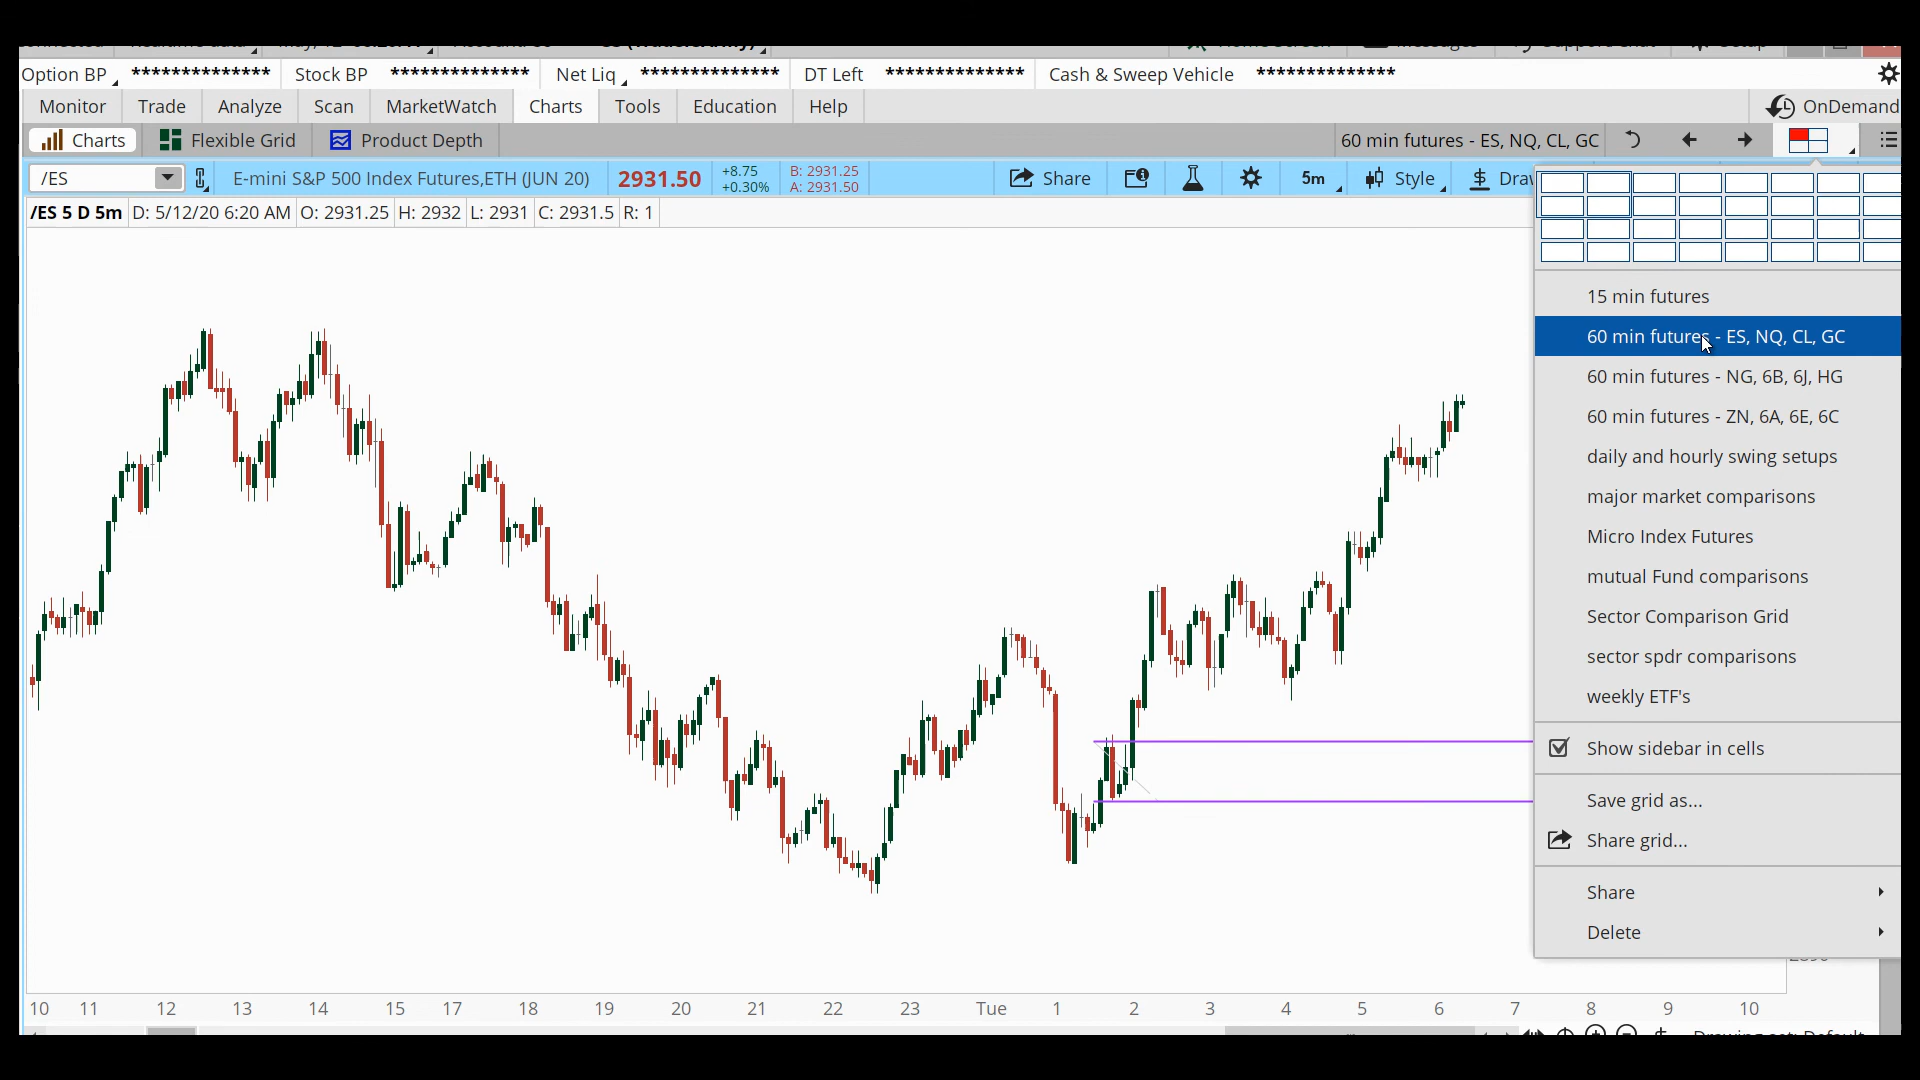 Option BP ************** Stock BP ************** Net Liq ************** DT Left ************** Cash & Sweep Vehicle **************
Monitor Trade Analyze Scan MarketWatch Charts Tools Education Help OnDemand
Charts Flexible Grid Product Depth 60 min futures - ES, NQ, CL, GC
/ES E-mini S&P 500 Index Futures,ETH (JUN 20) 2931.50 +8.75 +0.30% B: 2931.25 A: 2931.50 Share 5m Style $ Drav
/ES 5 D 5m D: 5/12/20 6:20 AM O: 2931.25 H: 2932 L: 2931 C: 2931.5 R: 1
15 min futures
60 min futures - ES, NQ, CL, GC
60 min futures - NG, 6B, 6J, HG
60 min futures - ZN, 6A, 6E, 6C
daily and hourly swing setups
major market comparisons
Micro Index Futures
mutual Fund comparisons
Sector Comparison Grid
sector spdr comparisons
weekly ETF's
Show sidebar in cells
Save grid as...
Share grid...
Share
Delete
10 11 12 13 14 15 17 18 19 20 21 22 23 Tue 1 2 3 4 5 6 7 8 9 10
Drawing set: Default